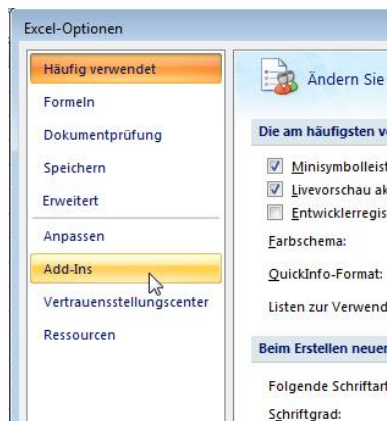 Excel-Optionen
Häufig verwendet
Formeln
Dokumentprüfung
Speichern
Erweitert
Anpassen
Add-Ins
Vertrauensstellungscenter
Ressourcen
Ändern Sie
Die am häufigsten v
Minisymbolleist
Livevorschau ak
Entwicklerregis
Farbschema:
QuickInfo-Format:
Listen zur Verwend
Beim Erstellen neuer
Folgende Schriftart
Schriftgrad: